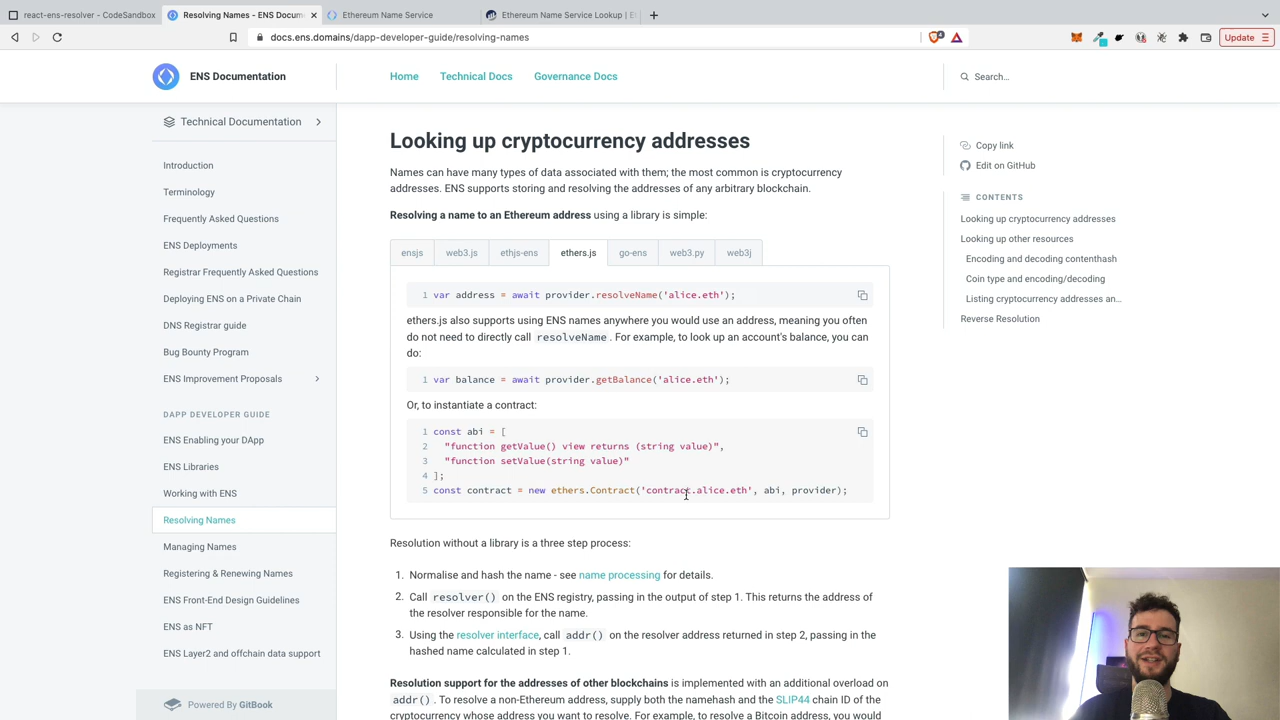 react-ens-resolver - CodeSandbox
Resolving Names - ENS Docum
Ethereum Name Service
Ethereum Name Service Lookup | E
docs.ens.domains/dapp-developer-guide/resolving-names
4
Update
ENS Documentation
Home
Technical Docs
Governance Docs
Search…
Technical Documentation
Introduction
Terminology
Frequently Asked Questions
ENS Deployments
Registrar Frequently Asked Questions
Deploying ENS on a Private Chain
DNS Registrar guide
Bug Bounty Program
ENS Improvement Proposals
DAPP DEVELOPER GUIDE
ENS Enabling your DApp
ENS Libraries
Working with ENS
Resolving Names
Managing Names
Registering & Renewing Names
ENS Front-End Design Guidelines
ENS as NFT
ENS Layer2 and offchain data support
Powered By GitBook
Looking up cryptocurrency addresses
Names can have many types of data associated with them; the most common is cryptocurrency
addresses. ENS supports storing and resolving the addresses of any arbitrary blockchain.
Resolving a name to an Ethereum address using a library is simple:
ensjs
web3.js
ethjs-ens
ethers.js
go-ens
web3.py
web3j
1 var address = await provider.resolveName('alice.eth');
ethers.js also supports using ENS names anywhere you would use an address, meaning you often
do not need to directly call resolveName . For example, to look up an account's balance, you can
do:
1 var balance = await provider.getBalance('alice.eth');
Or, to instantiate a contract:
1 const abi = [
2 "function getValue() view returns (string value)",
3 "function setValue(string value)"
4 ];
5 const contract = new ethers.Contract('contract.alice.eth', abi, provider);
Resolution without a library is a three step process:
1. Normalise and hash the name - see name processing for details.
2. Call resolver() on the ENS registry, passing in the output of step 1. This returns the address of
the resolver responsible for the name.
3. Using the resolver interface, call addr() on the resolver address returned in step 2, passing in the
hashed name calculated in step 1.
Resolution support for the addresses of other blockchains is implemented with an additional overload on
addr() . To resolve a non-Ethereum address, supply both the namehash and the SLIP44 chain ID of the
cryptocurrency whose address you want to resolve. For example, to resolve a Bitcoin address, you would
Copy link
Edit on GitHub
CONTENTS
Looking up cryptocurrency addresses
Looking up other resources
Encoding and decoding contenthash
Coin type and encoding/decoding
Listing cryptocurrency addresses an…
Reverse Resolution